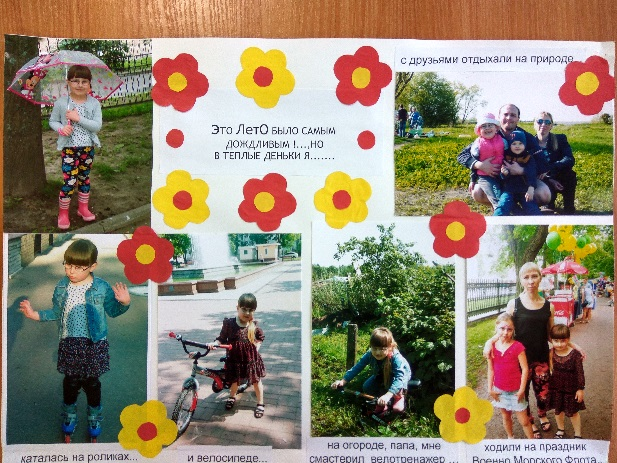 с друзьями отдыхали на природе...
Это ЛетО было самым
дождливым !...,но
в теплые деньки я.......
каталась на роликах...
и велосипеде...
на огороде, папа, мне
смастерил велотренажер ...
ходили на праздник
Военно Морского Флота...